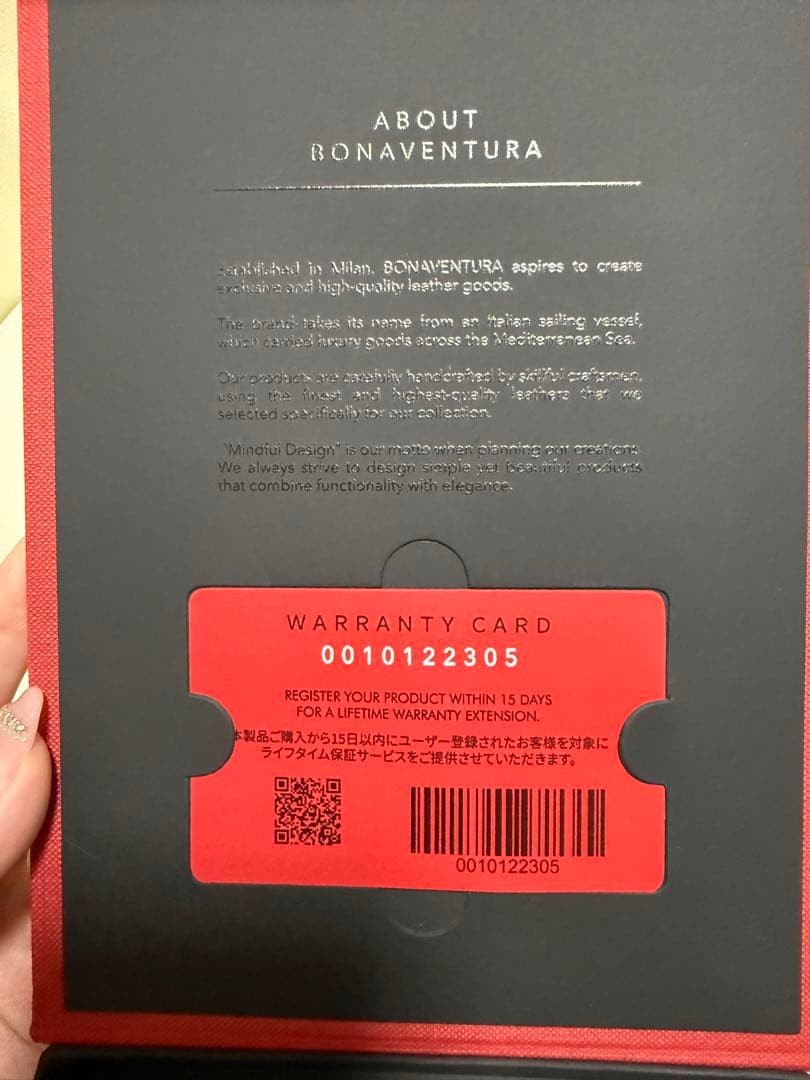 ABOUT
BONAVENTURA
Established in Milan, BONAVENTURA aspires to create
exclusive and high-quality leather goods.
The brand takes its name from an Italian sailing vessel,
which carried luxury goods across the Mediterranean Sea.
Our products are carefully handcrafted by skillful craftsmen,
using the finest and highest-quality leathers that we
selected specifically for our collection.
"Mindful Design" is our motto when planning our creations.
We always strive to design simple yet beautiful products
that combine functionality with elegance.
WARRANTY CARD
0010122305
REGISTER YOUR PRODUCT WITHIN 15 DAYS
FOR A LIFETIME WARRANTY EXTENSION.
本製品ご購入から15日以内にユーザー登録されたお客様を対象に
ライフタイム保証サービスをご提供させていただきます。
0010122305